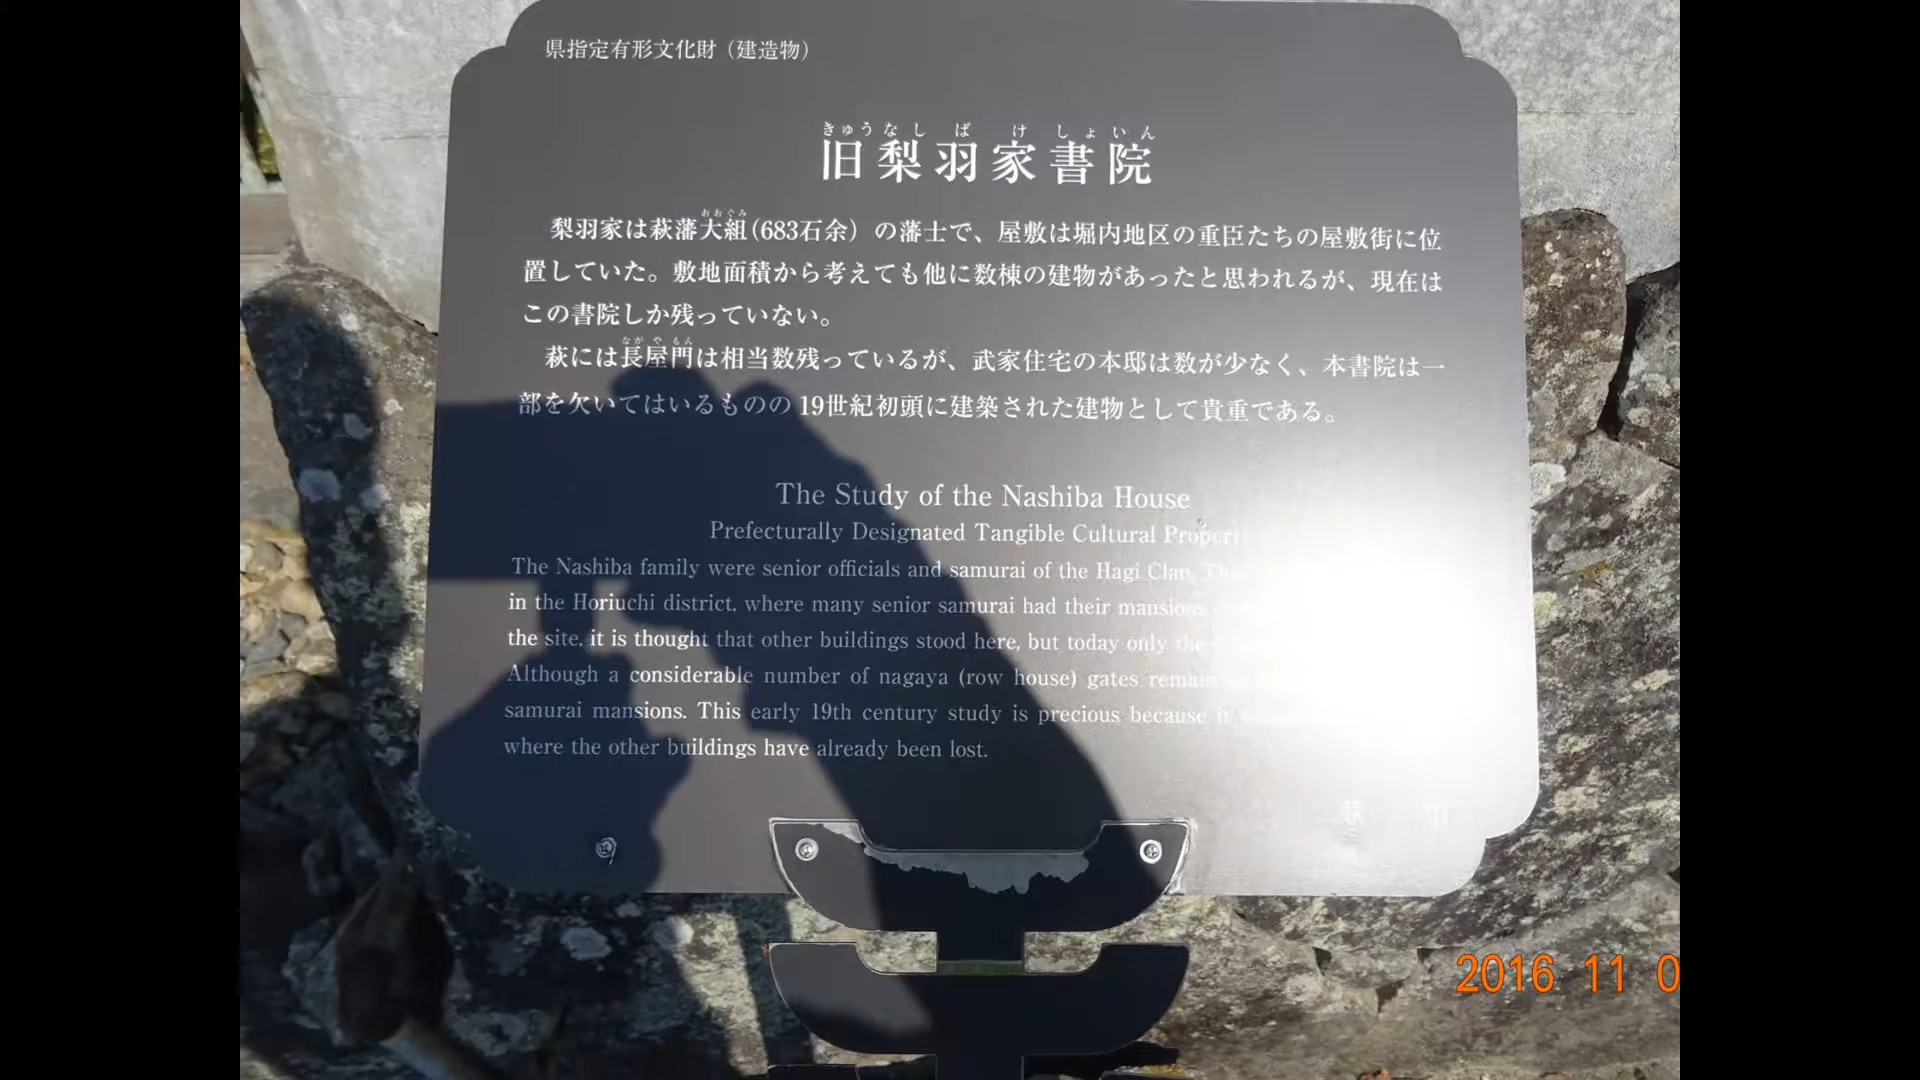 県指定有形文化財（建造物）
きゅうなしばけしょいん
旧梨羽家書院
おおぐみ
梨羽家は萩藩大組(683石余）の藩士で、屋敷は堀内地区の重臣たちの屋敷街に位
置していた。敷地面積から考えても他に数棟の建物があったと思われるが、現在は
この書院しか残っていない。
ながやもん
萩には長屋門は相当数残っているが、武家住宅の本邸は数が少なく、本書院は一
部を欠いてはいるものの19世紀初頭に建築された建物として貴重である。
The Study of the Nashiba House
Prefecturally Designated Tangible Cultural
The Nashiba family were senior officials and samurai of the Hagi Clan.
in the Horiuchi district, where many senior samurai had their
the site, it is thought that other buildings stood here, but today only the
Although a considerable number of nagaya (row house) gates
samurai mansions. This early 19th century study is precious because
where the other buildings have already been lost.
萩 市
2016 11 0